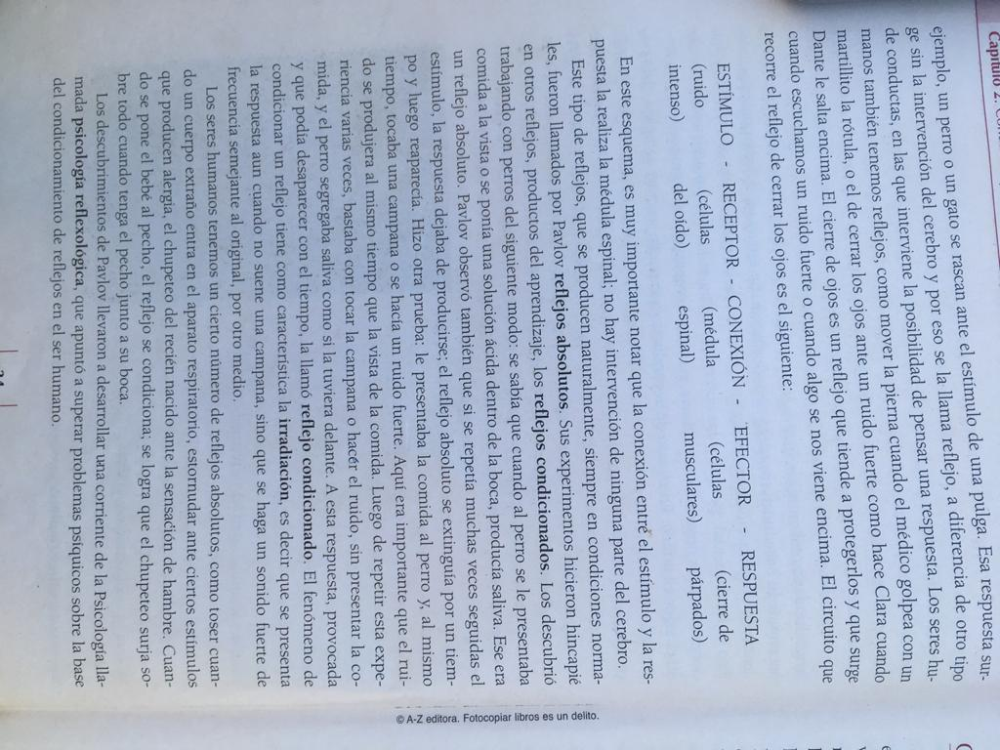 Capítulo 2.
ejemplo, un perro o un gato se rascan ante el estímulo de una pulga. Esa respuesta sur-
ge sin la intervención del cerebro y por eso se la llama reflejo, a diferencia de otro tipo
de conductas, en las que interviene la posibilidad de pensar una respuesta. Los seres hu-
manos también tenemos reflejos, como mover la pierna cuando el médico golpea con un
martillito la rótula, o el de cerrar los ojos ante un ruido fuerte como hace Clara cuando
Dante le salta encima. El cierre de ojos es un reflejo que tiende a protegerlos y que surge
cuando escuchamos un ruido fuerte o cuando algo se nos viene encima. El circuito que
recorre el reflejo de cerrar los ojos es el siguiente:
ESTÍMULO - RECEPTOR - CONEXIÓN - EFECTOR - RESPUESTA
(ruido (células (médula (células (cierre de
intenso) del oído) espinal) musculares) párpados)
En este esquema, es muy importante notar que la conexión entre el estímulo y la res-
puesta la realiza la médula espinal; no hay intervención de ninguna parte del cerebro.
Este tipo de reflejos, que se producen naturalmente, siempre en condiciones norma-
les, fueron llamados por Pavlov reflejos absolutos. Sus experimentos hicieron hincapié
en otros reflejos, productos del aprendizaje, los reflejos condicionados. Los descubrió
trabajando con perros del siguiente modo: se sabía que cuando al perro se le presentaba
comida a la vista o se ponía una solución ácida dentro de la boca, producía saliva. Ese era
un reflejo absoluto. Pavlov observó también que si se repetía muchas veces seguidas el
estímulo, la respuesta dejaba de producirse; el reflejo absoluto se extinguía por un tiem-
po y luego reaparecía. Hizo otra prueba: le presentaba la comida al perro y, al mismo
tiempo, tocaba una campana o se hacía un ruido fuerte. Aquí era importante que el rui-
do se produjera al mismo tiempo que la vista de la comida. Luego de repetir esta expe-
riencia varias veces, bastaba con tocar la campana o hacer el ruido, sin presentar la co-
mida, y el perro segregaba saliva como si la tuviera delante. A esta respuesta, provocada
y que podía desaparecer con el tiempo, la llamó reflejo condicionado. El fenómeno de
condicionar un reflejo tiene como característica la irradiación, es decir que se presenta
la respuesta aun cuando no suene una campana, sino que se haga un sonido fuerte de
frecuencia semejante al original, por otro medio.
Los seres humanos tenemos un cierto número de reflejos absolutos, como toser cuan-
do un cuerpo extraño entra en el aparato respiratorio, estornudar ante ciertos estímulos
que producen alergia, el chupeteo del recién nacido ante la sensación de hambre. Cuan-
do se pone el bebé al pecho, el reflejo se condiciona; se logra que el chupeteo surja so-
bre todo cuando tenga el pecho junto a su boca.
Los descubrimientos de Pavlov llevaron a desarrollar una corriente de la Psicología lla-
mada psicología reflexológica, que apuntó a superar problemas psíquicos sobre la base
del condicionamiento de reflejos en el ser humano.
© A-Z editora. Fotocopiar libros es un delito.